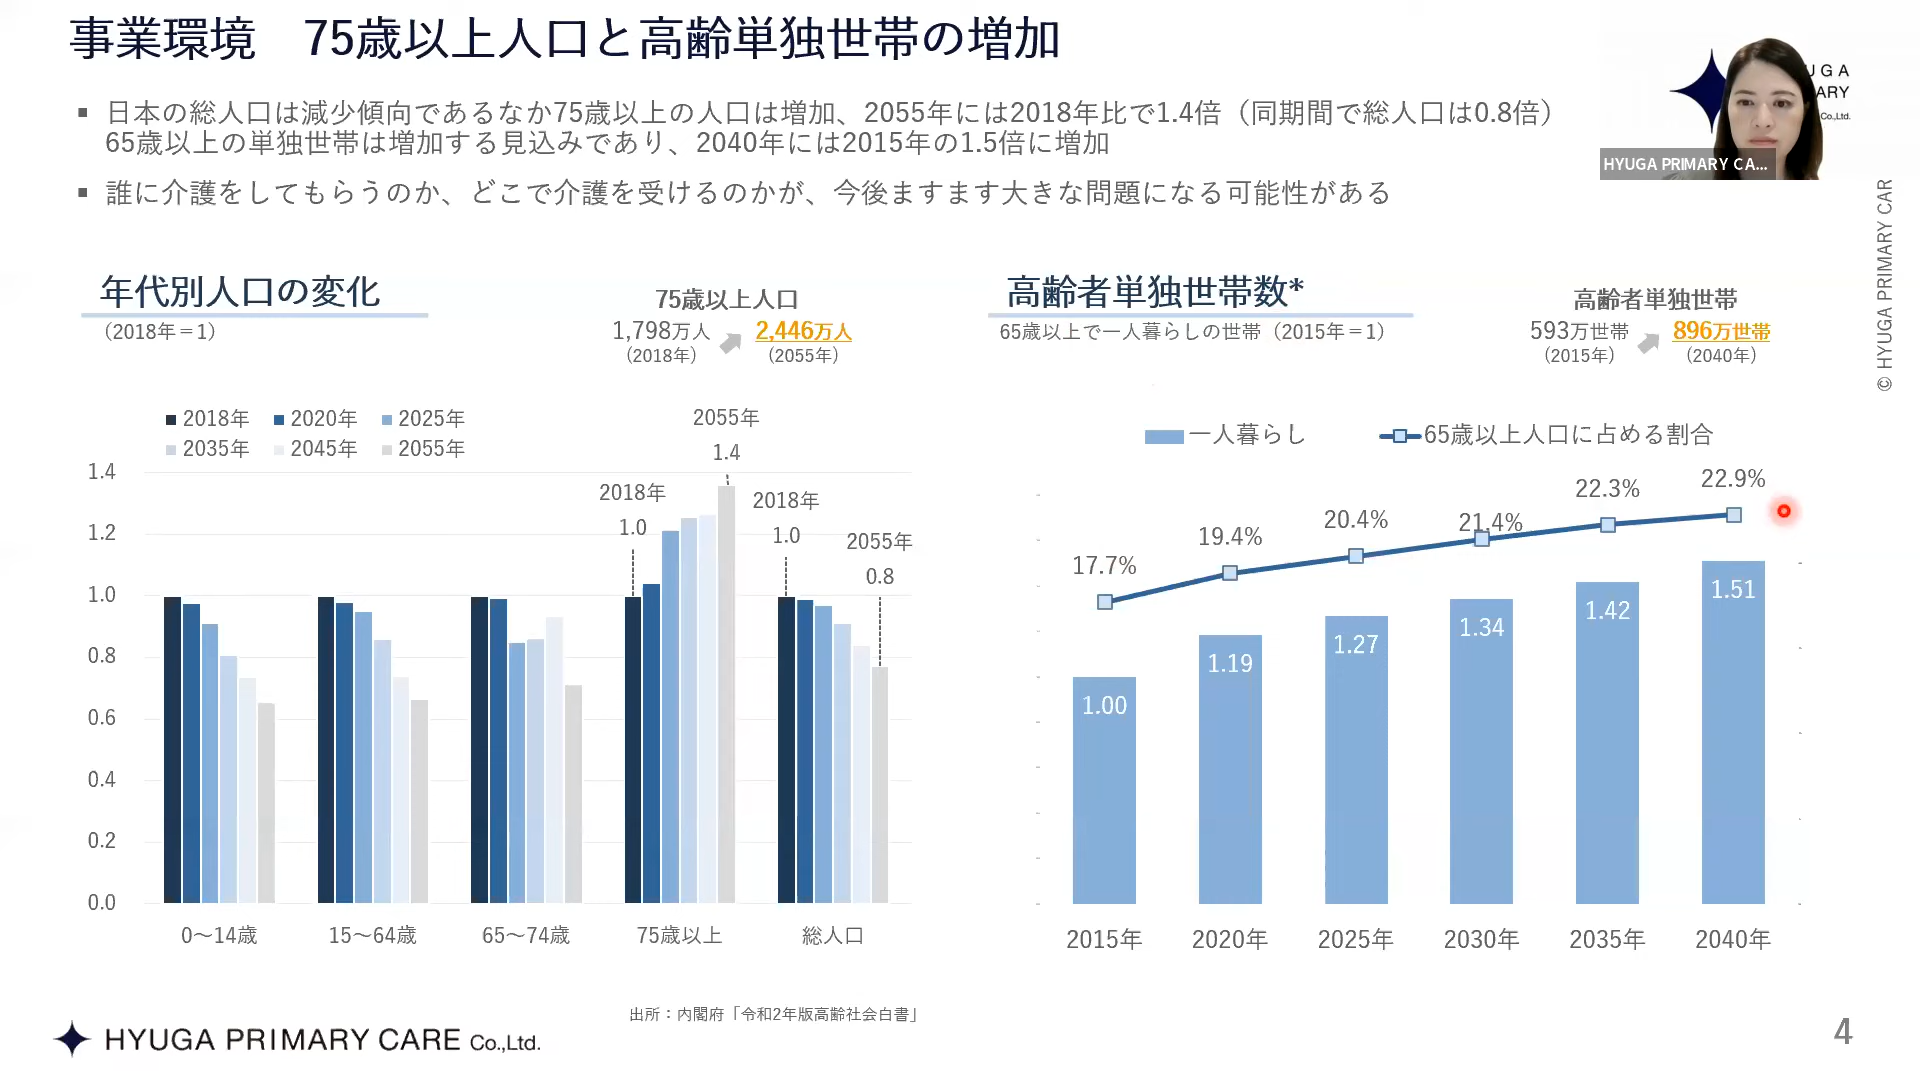 事業環境　75歳以上人口と高齢単独世帯の増加
▪ 日本の総人口は減少傾向であるなか75歳以上の人口は増加、2055年には2018年比で1.4倍（同期間で総人口は0.8倍）
65歳以上の単独世帯は増加する見込みであり、2040年には2015年の1.5倍に増加
▪ 誰に介護をしてもらうのか、どこで介護を受けるのかが、今後ますます大きな問題になる可能性がある
UGA
ARY
Co.,Ltd.
HYUGA PRIMARY CA...
© HYUGA PRIMARY CAR
年代別人口の変化
（2018年＝1）
75歳以上人口
1,798万人 2,446万人
（2018年） （2055年）
2018年 2020年 2025年
2035年 2045年 2055年
2055年
1.4
2018年
1.0
2018年
1.0
2055年
0.8
1.4
1.2
1.0
0.8
0.6
0.4
0.2
0.0
0～14歳 15～64歳 65～74歳 75歳以上 総人口
出所：内閣府「令和2年版高齢社会白書」
高齢者単独世帯数*
65歳以上で一人暮らしの世帯（2015年＝1）
高齢者単独世帯
593万世帯 896万世帯
（2015年） （2040年）
一人暮らし 65歳以上人口に占める割合
17.7% 19.4% 20.4% 21.4% 22.3% 22.9%
1.00 1.19 1.27 1.34 1.42 1.51
2015年 2020年 2025年 2030年 2035年 2040年
HYUGA PRIMARY CARE Co.,Ltd.
4